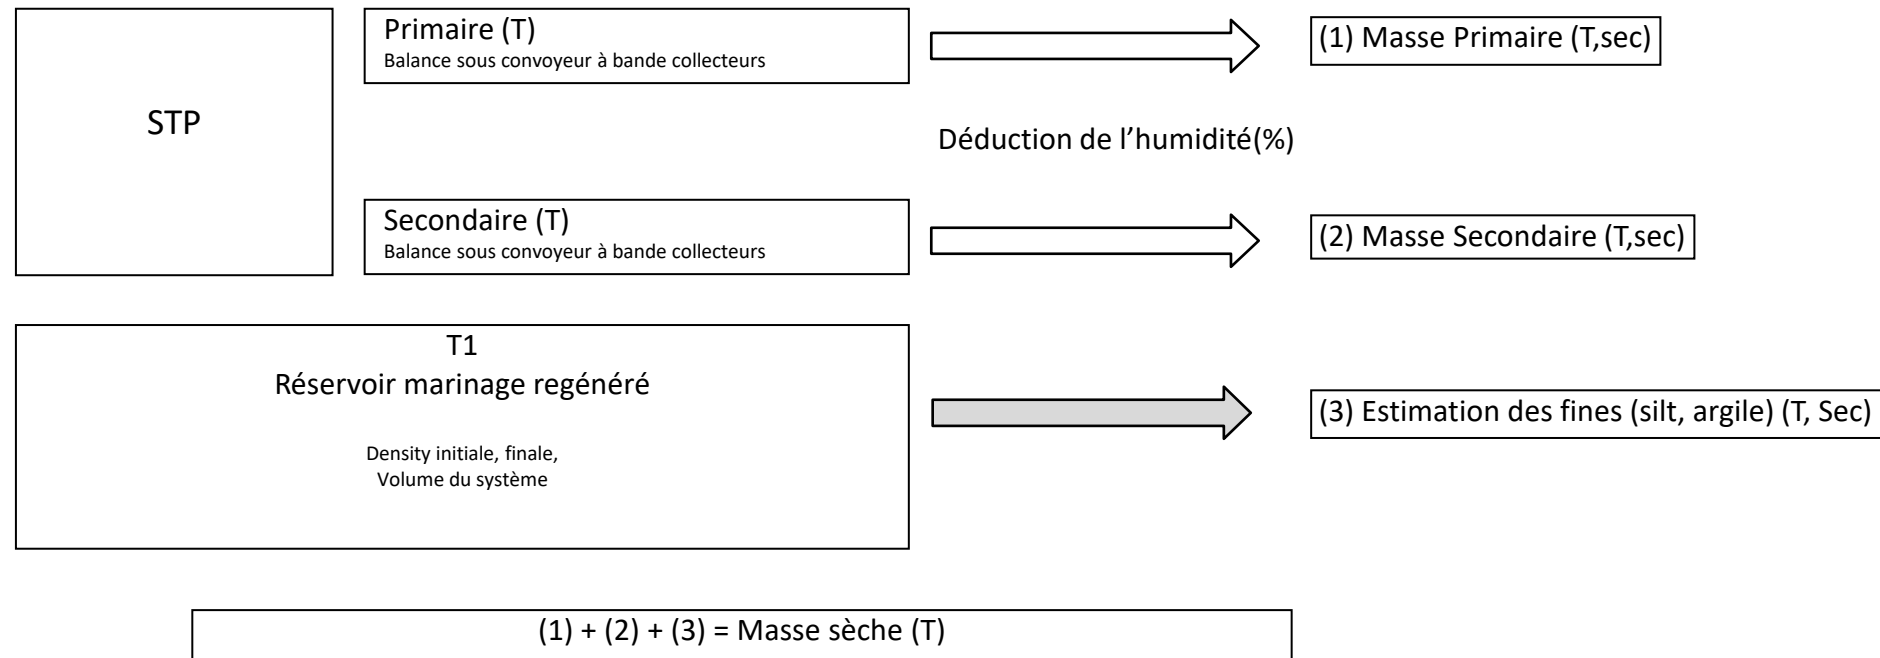 STP
Primaire (T)
Balance sous convoyeur à bande collecteurs
(1) Masse Primaire (T,sec)
Déduction de l’humidité(%)
Secondaire (T)
Balance sous convoyeur à bande collecteurs
(2) Masse Secondaire (T,sec)
T1
Réservoir marinage regénéré
Density initiale, finale,
Volume du système
(3) Estimation des fines (silt, argile) (T, Sec)
(1) + (2) + (3) = Masse sèche (T)